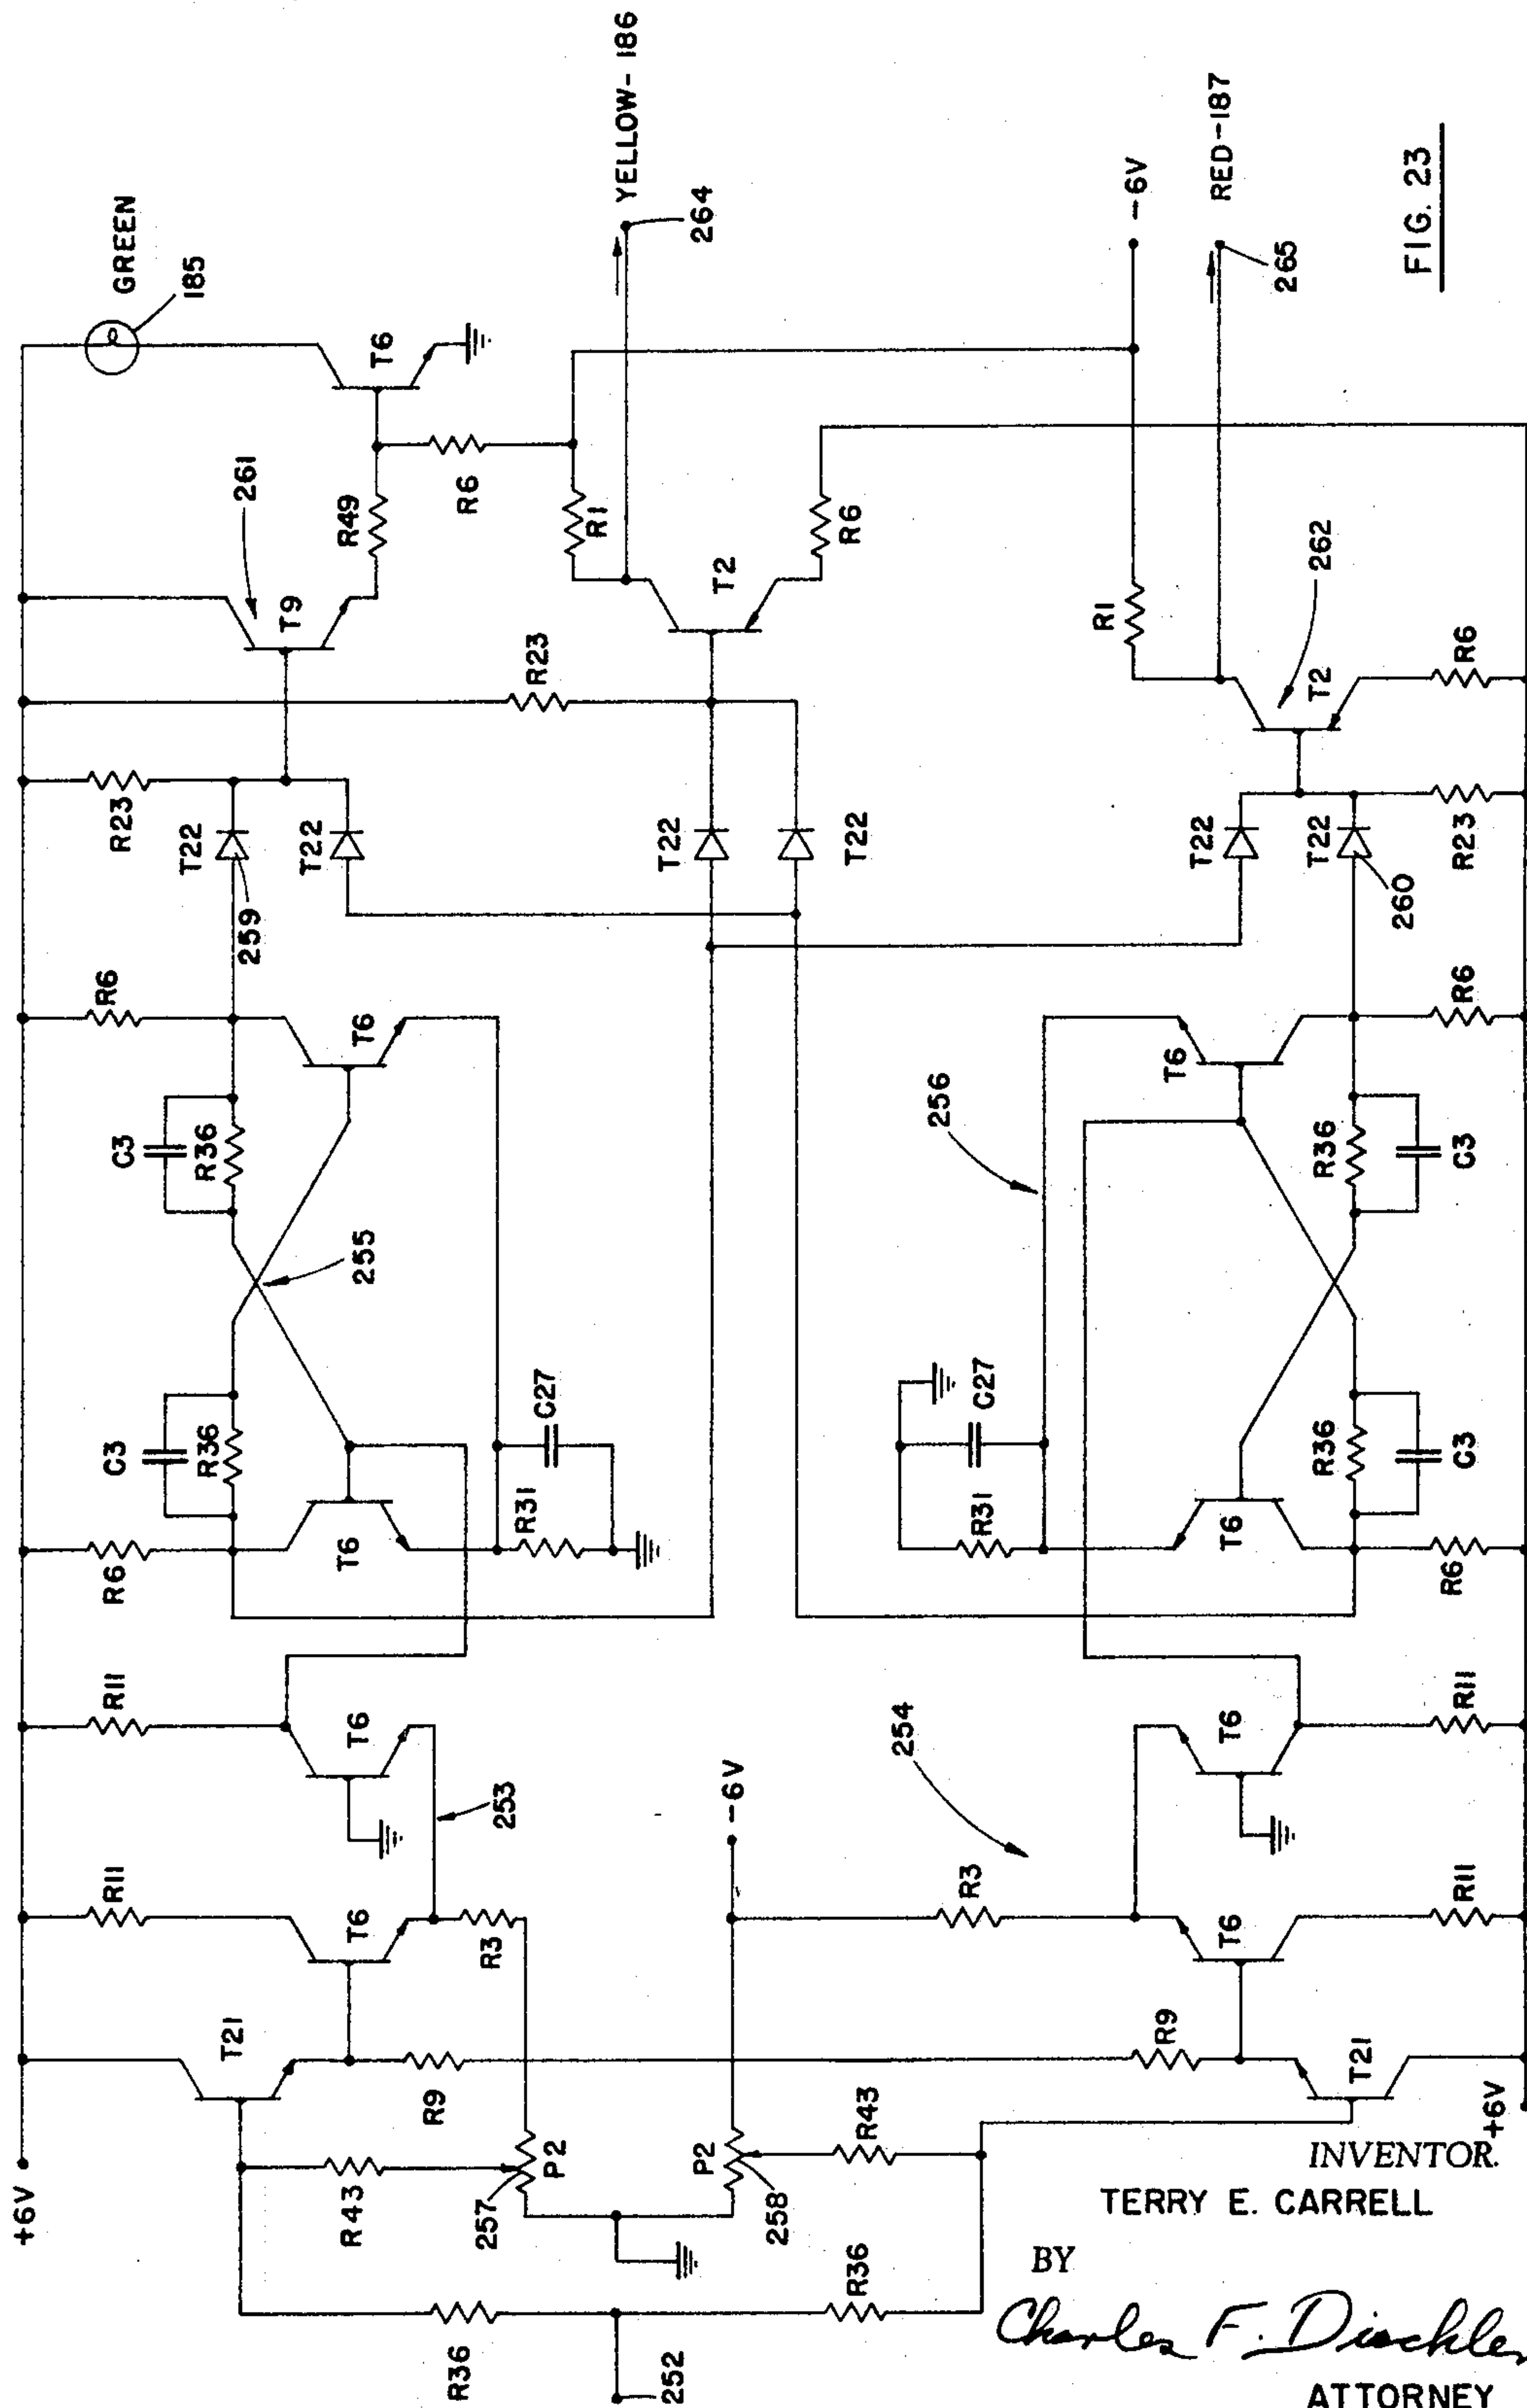 GREEN
185
YELLOW-186
264
-6V
RED-187
265
FIG. 23
T6
261
R49
R6
R1
T9
R23
T2
R6
262
R1
T2
R6
R23
T22
T22
259
T22
T22
T22
T22
260
R23
R6
T6
C3
R36
255
256
T6
R6
R36
C3
C3
R36
C27
R31
T6
R6
C27
R31
R36
C3
T6
R6
R11
T6
253
254
T6
R11
-6V
R11
T6
R3
R3
T6
R11
T21
R9
R9
T21
+6V
+6V
R43
257
P2
P2
258
R43
R36
252
R36
INVENTOR.
TERRY E. CARRELL
BY
Charles F. Dischler
ATTORNEY